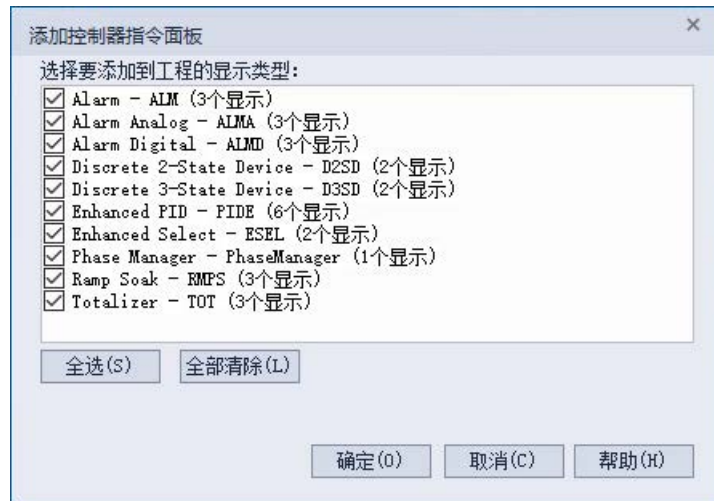 添加控制器指令面板
选择要添加到工程的显示类型:
Alarm - ALM (3个显示)
Alarm Analog - ALMA (3个显示)
Alarm Digital - ALMD (3个显示)
Discrete 2-State Device - D2SD (2个显示)
Discrete 3-State Device - D3SD (2个显示)
Enhanced PID - PIDE (6个显示)
Enhanced Select - ESEL (2个显示)
Phase Manager - PhaseManager (1个显示)
Ramp Soak - RMPS (3个显示)
Totalizer - TOT (3个显示)
全选(S) 全部清除(L)
确定(O) 取消(C) 帮助(H)